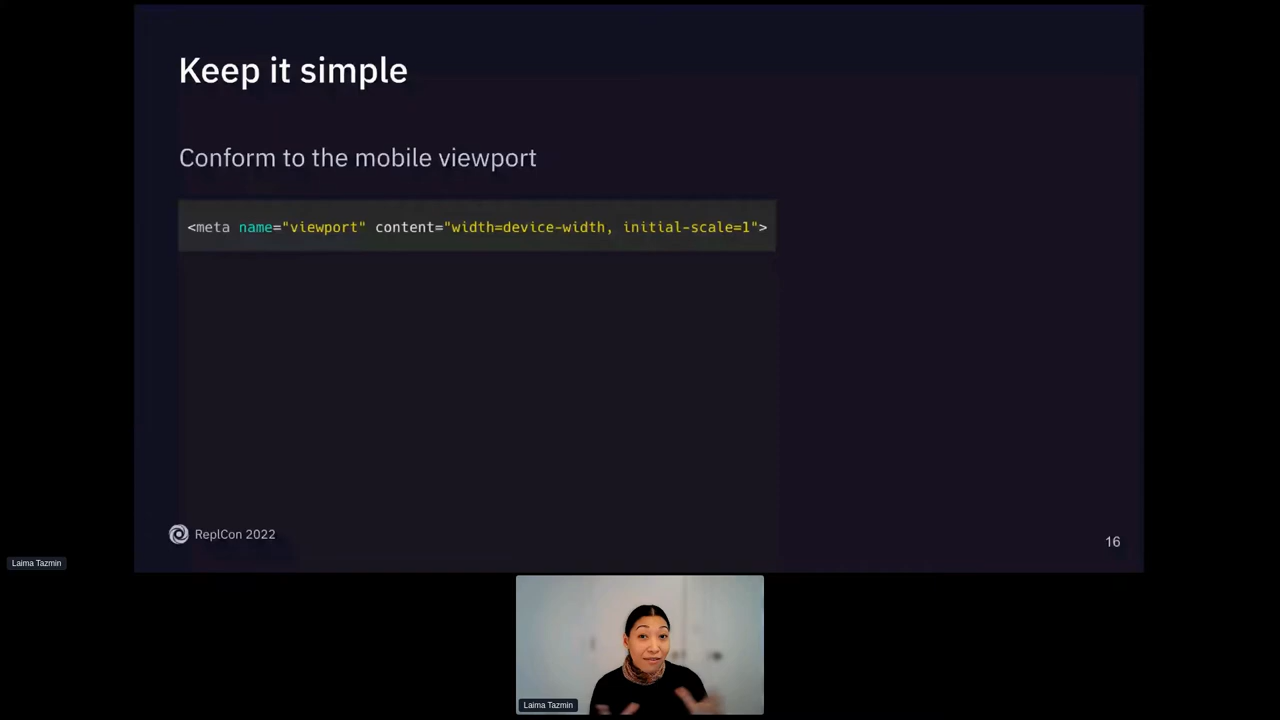 Keep it simple
Conform to the mobile viewport
<meta name="viewport" content="width=device-width, initial-scale=1">
ReplCon 2022
16
Laima Tazmin
Laima Tazmin